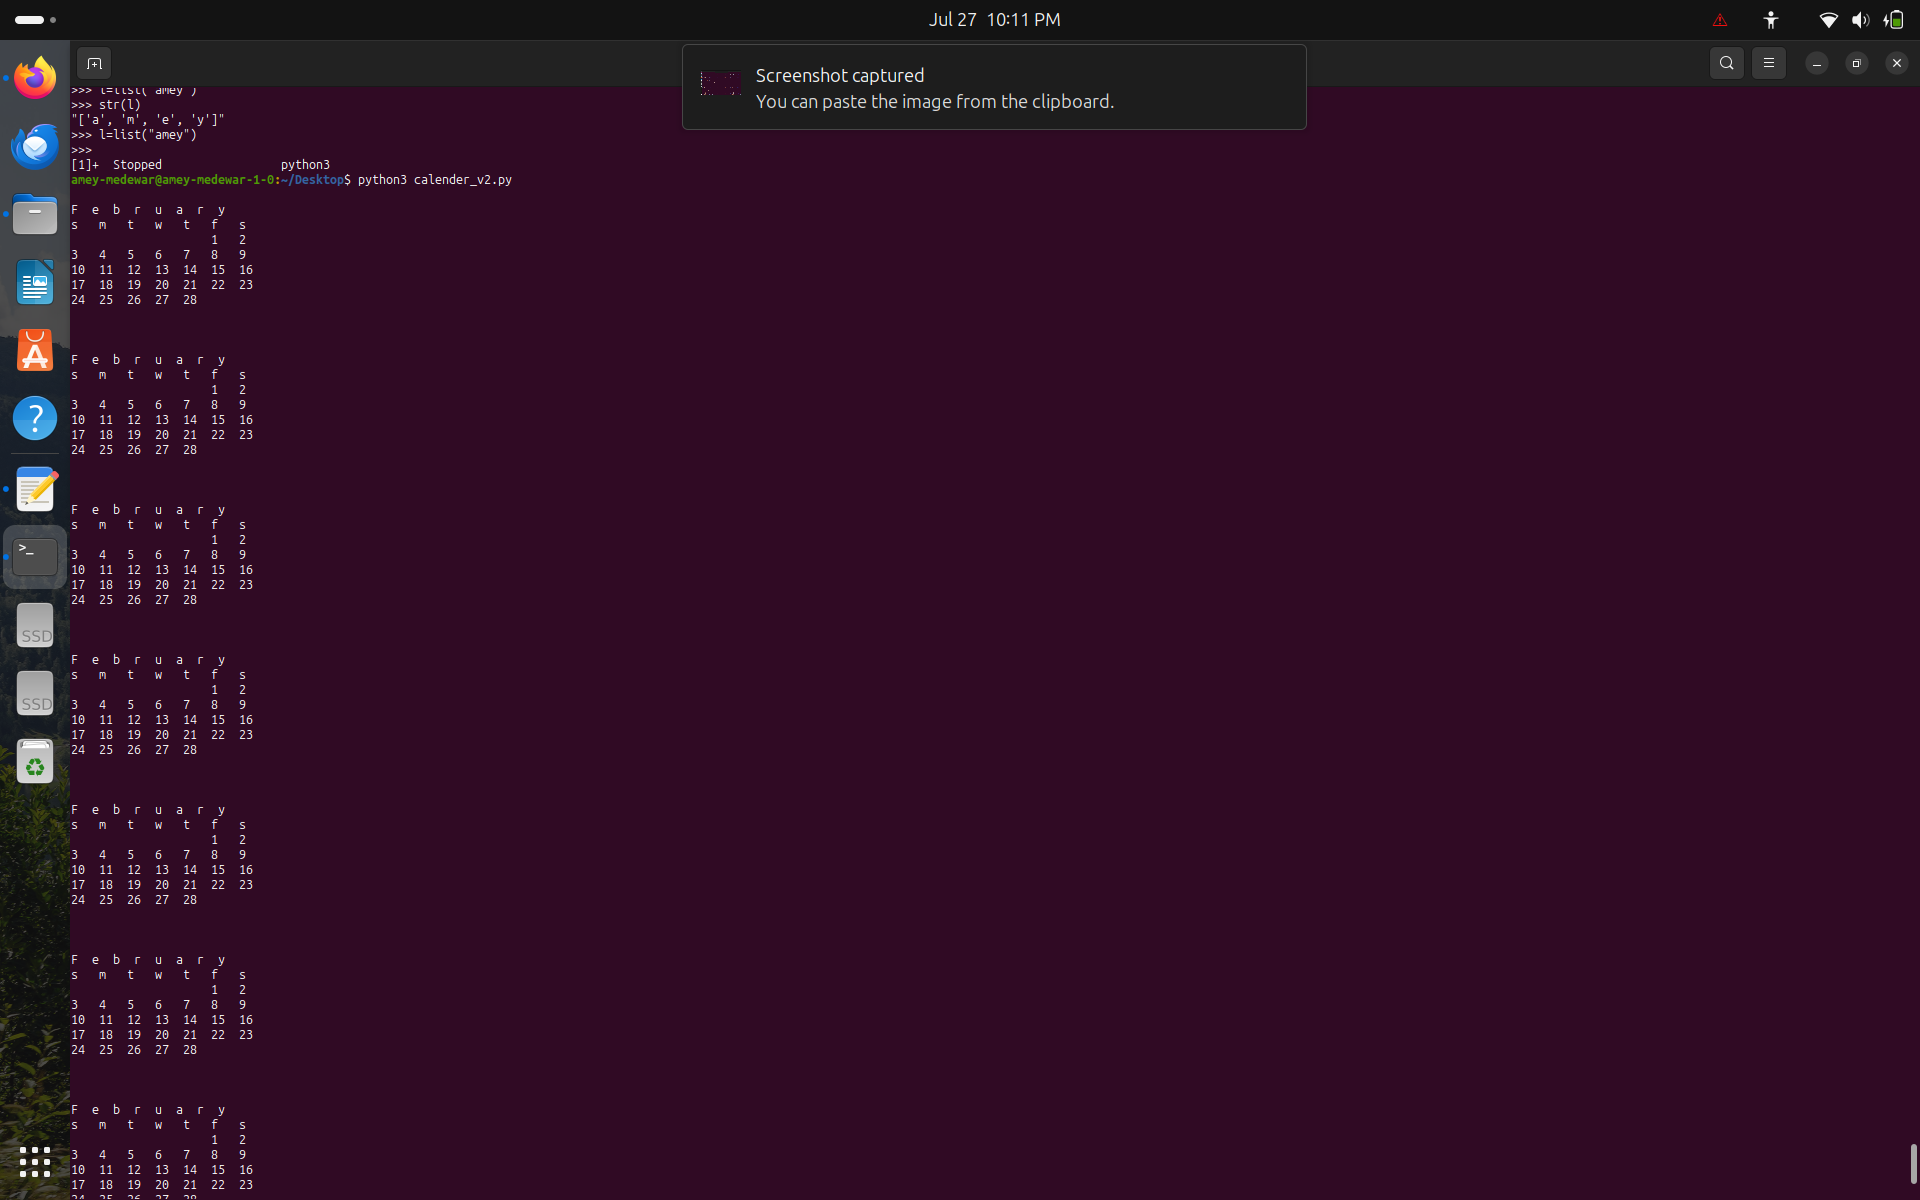 Jul 27 10:11 PM
Screenshot captured
You can paste the image from the clipboard.
>>> l=list("amey")
>>> str(l)
"['a', 'm', 'e', 'y']"
>>> l=list("amey")
>>>
[1]+ Stopped python3
amey-medewar@amey-medewar-1-0:~/Desktop$ python3 calender_v2.py
F e b r u a r y
s m t w t f s
1 2
3 4 5 6 7 8 9
10 11 12 13 14 15 16
17 18 19 20 21 22 23
24 25 26 27 28
F e b r u a r y
s m t w t f s
1 2
3 4 5 6 7 8 9
10 11 12 13 14 15 16
17 18 19 20 21 22 23
24 25 26 27 28
F e b r u a r y
s m t w t f s
1 2
3 4 5 6 7 8 9
10 11 12 13 14 15 16
17 18 19 20 21 22 23
24 25 26 27 28
F e b r u a r y
s m t w t f s
1 2
3 4 5 6 7 8 9
10 11 12 13 14 15 16
17 18 19 20 21 22 23
24 25 26 27 28
F e b r u a r y
s m t w t f s
1 2
3 4 5 6 7 8 9
10 11 12 13 14 15 16
17 18 19 20 21 22 23
24 25 26 27 28
F e b r u a r y
s m t w t f s
1 2
3 4 5 6 7 8 9
10 11 12 13 14 15 16
17 18 19 20 21 22 23
24 25 26 27 28
F e b r u a r y
s m t w t f s
1 2
3 4 5 6 7 8 9
10 11 12 13 14 15 16
17 18 19 20 21 22 23
24 25 26 27 28
SSD
SSD